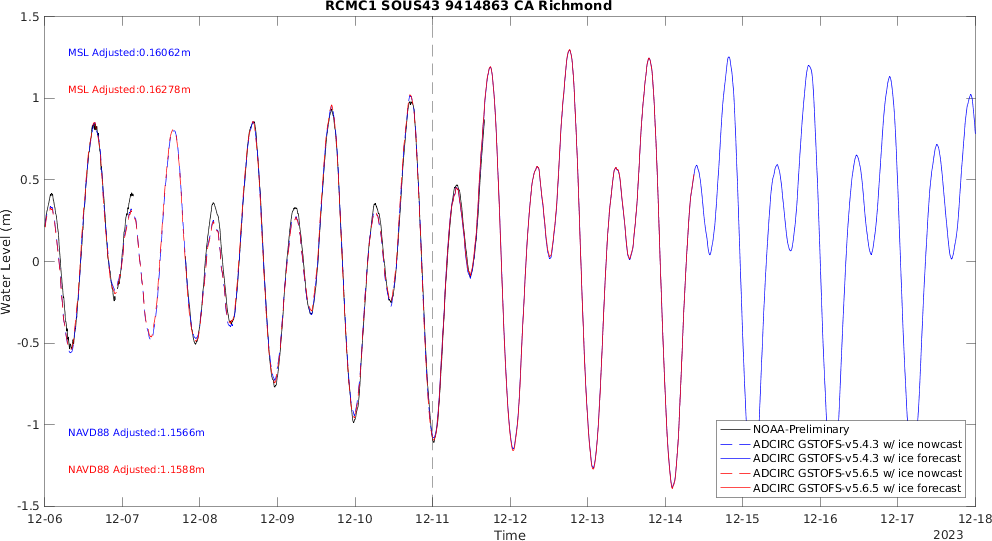 RCMC1 SOUS43 9414863 CA Richmond
1.5
1
0.5
0
-0.5
-1
-1.5
Water Level (m)
MSL Adjusted:0.16062m
MSL Adjusted:0.16278m
NAVD88 Adjusted:1.1566m
NAVD88 Adjusted:1.1588m
NOAA-Preliminary
ADCIRC GSTOFS-v5.4.3 w/ ice nowcast
ADCIRC GSTOFS-v5.4.3 w/ ice forecast
ADCIRC GSTOFS-v5.6.5 w/ ice nowcast
ADCIRC GSTOFS-v5.6.5 w/ ice forecast
12-06 12-07 12-08 12-09 12-10 12-11 12-12 12-13 12-14 12-15 12-16 12-17 12-18
Time
2023